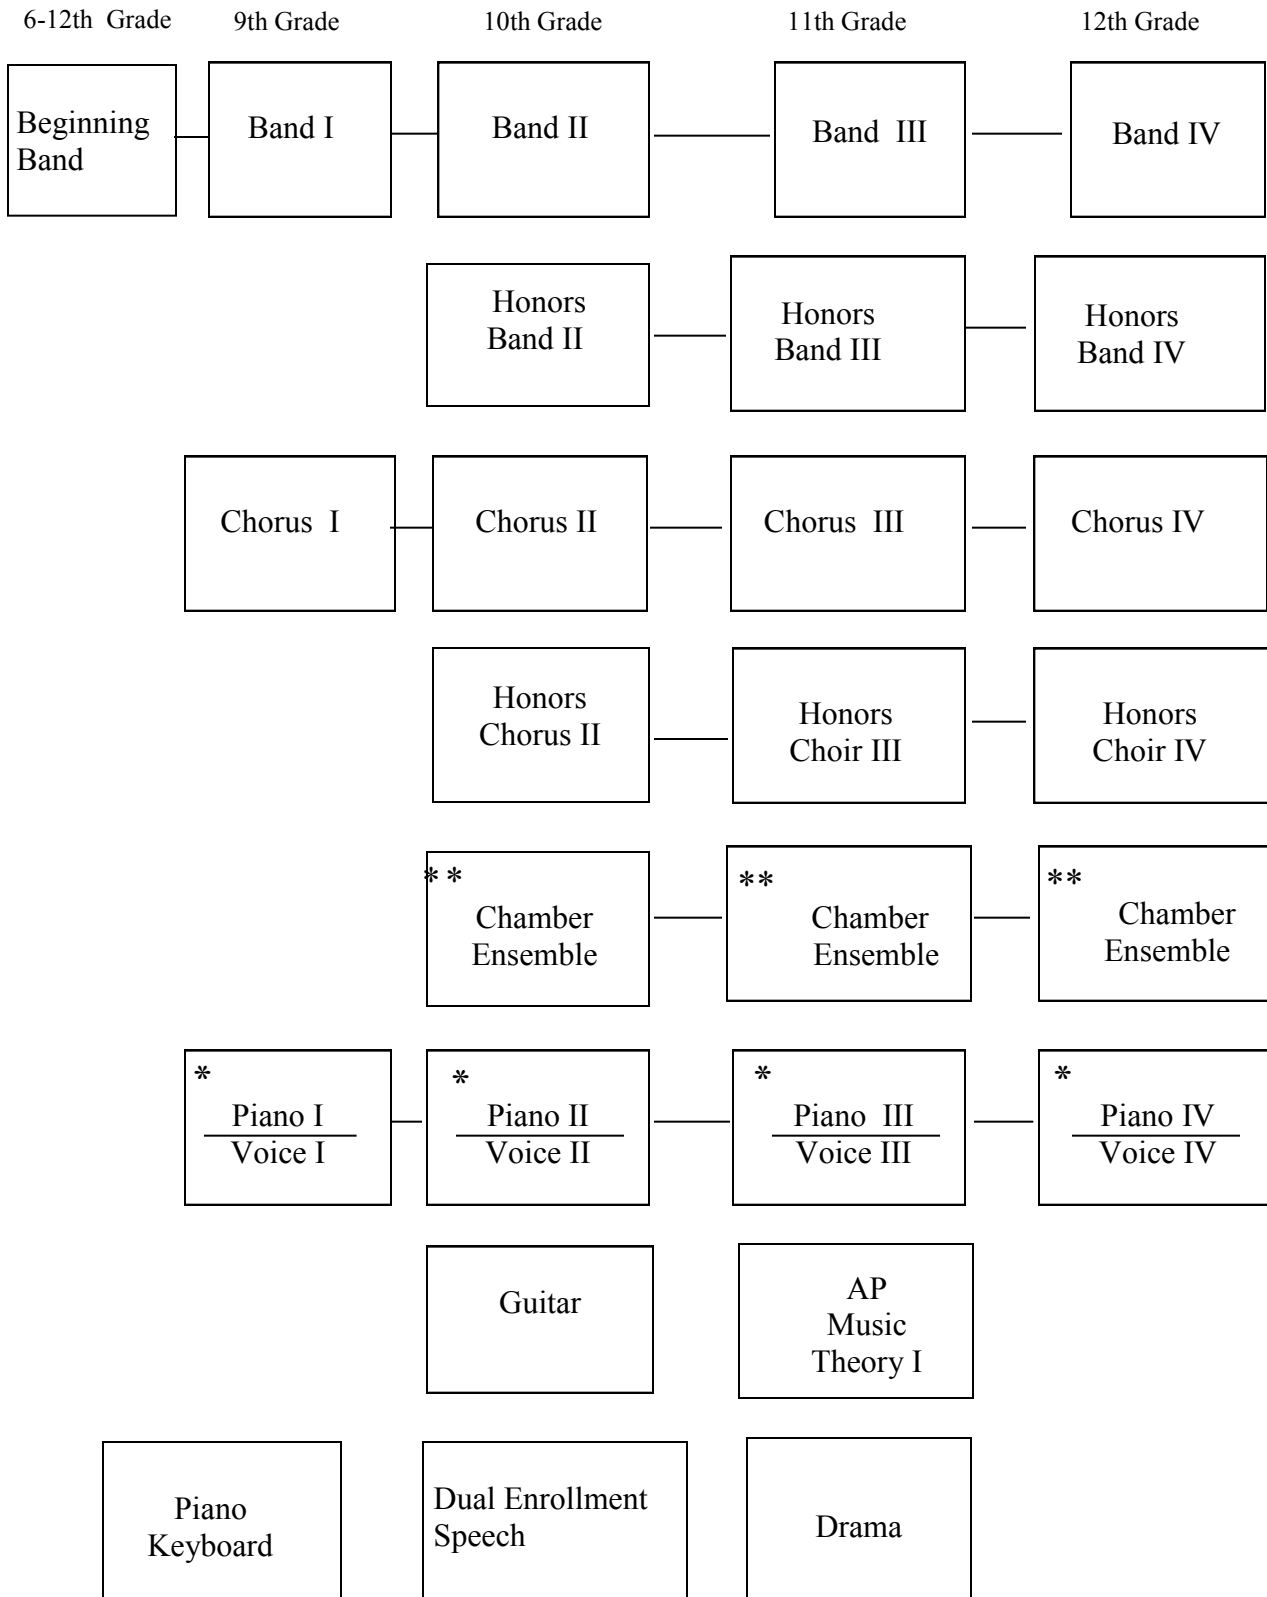 6-12th  Grade
9th Grade
10th Grade
11th Grade
12th Grade
Beginning
Band
Band I
Band II
Band  III
Band IV
Honors
Band II
Honors
Band III
Honors
Band IV
Chorus  I
Chorus II
Chorus  III
Chorus IV
Honors
Chorus II
Honors
Choir III
Honors
Choir IV
* *
Chamber
Ensemble
**
Chamber
Ensemble
**
Chamber
Ensemble
*
Piano I
Voice I
*
Piano II
Voice II
*
Piano  III
Voice III
*
Piano IV
Voice IV
Guitar
AP
Music
Theory I
Piano
Keyboard
Dual Enrollment
Speech
Drama